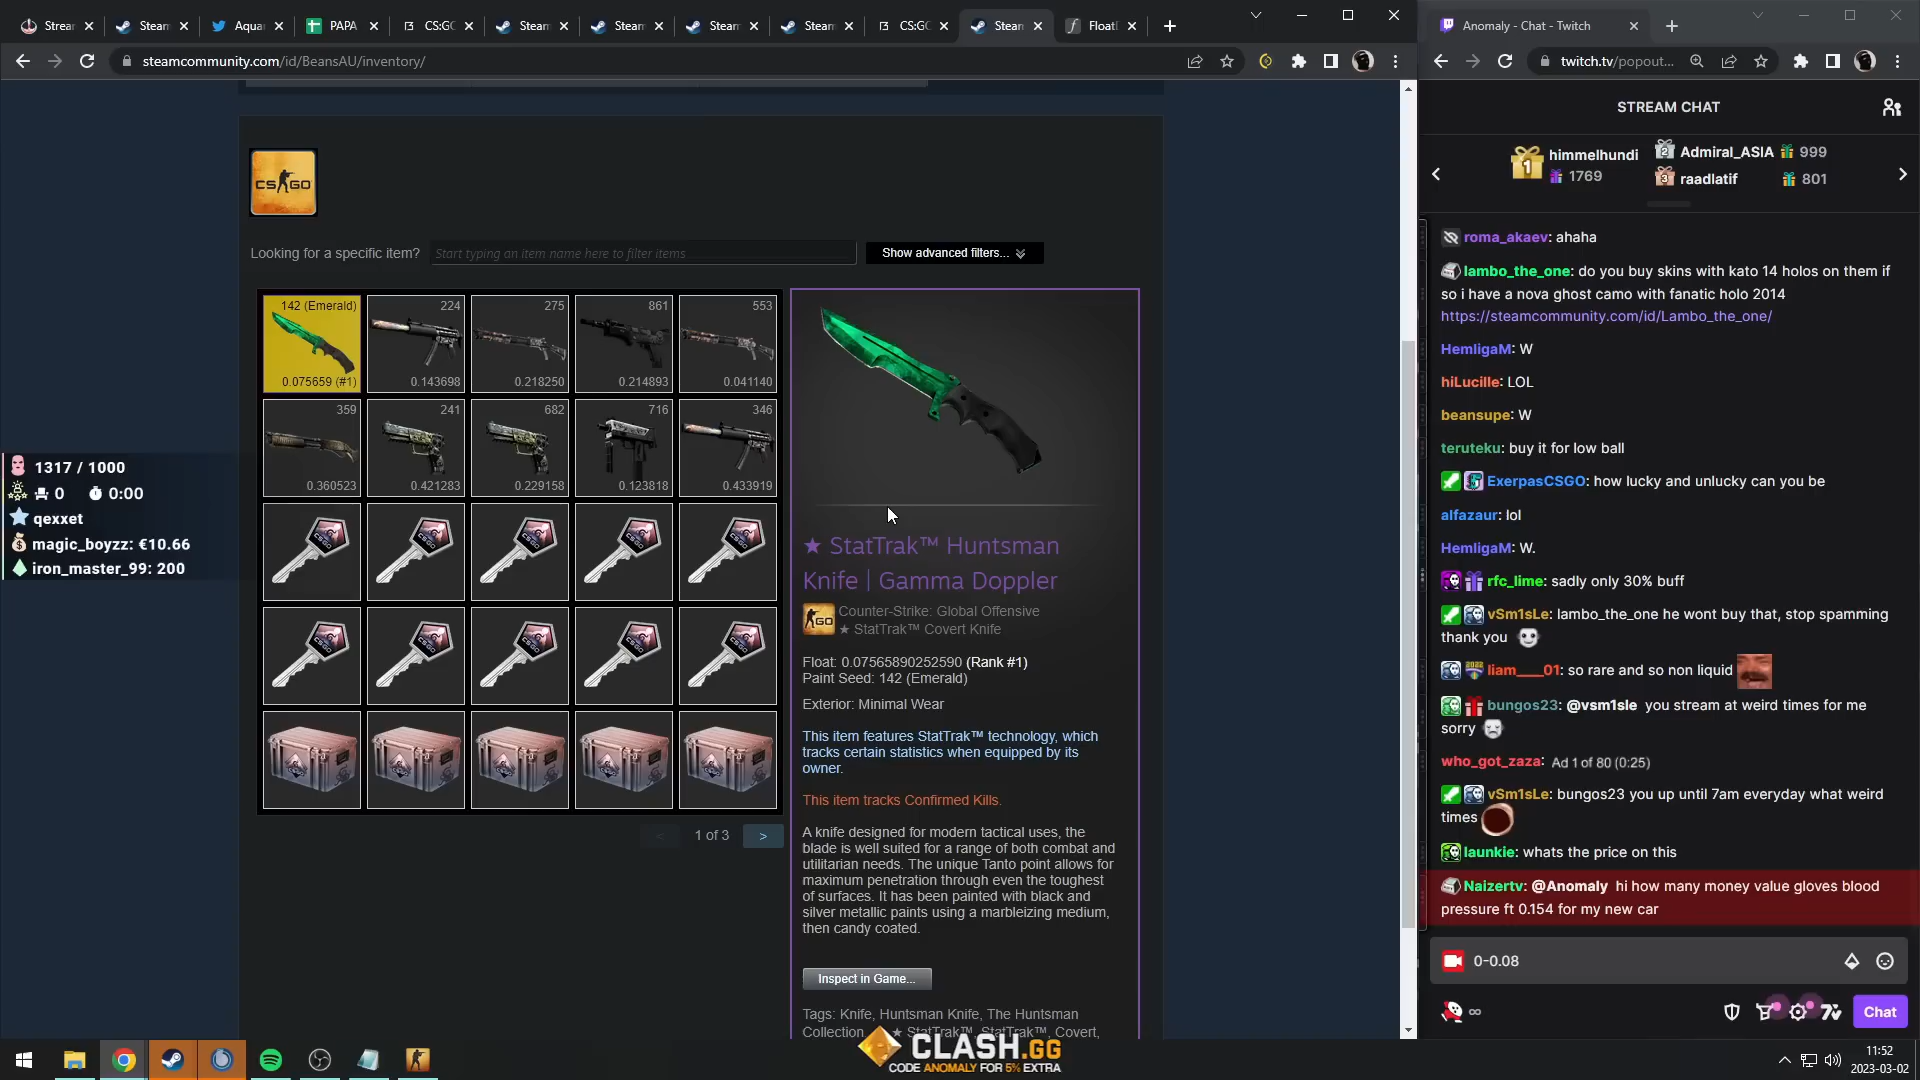 Strear
Steam
Aqua
PAPA
CS:GC
Steam
Steam
Steam
Steam
CS:GC
Steam
Floatl
Anomaly - Chat - Twitch
steamcommunity.com/id/BeansAU/inventory/
twitch.tv/popout...
CS GO
Looking for a specific item?
Start typing an item name here to filter items
Show advanced filters...
142 (Emerald)
0.075659 (#1)
224
0.143698
275
0.218250
861
0.214893
553
0.041140
359
0.360523
241
0.421283
682
0.229158
716
0.123818
346
0.433919
1 of 3
>
1317 / 1000
0 0:00
qexxet
magic_boyzz: €10.66
iron_master_99: 200
★ StatTrak™ Huntsman
Knife | Gamma Doppler
Counter-Strike: Global Offensive
★ StatTrak™ Covert Knife
Float: 0.07565890252590 (Rank #1)
Paint Seed: 142 (Emerald)
Exterior: Minimal Wear
This item features StatTrak™ technology, which
tracks certain statistics when equipped by its
owner.
This item tracks Confirmed Kills.
A knife designed for modern tactical uses, the
blade is well suited for a range of both combat and
utilitarian needs. The unique Tanto point allows for
maximum penetration through even the toughest
of surfaces. It has been painted with black and
silver metallic paints using a marbleizing medium,
then candy coated.
Inspect in Game...
Tags: Knife, Huntsman Knife, The Huntsman
Collection, ★ StatTrak™, StatTrak™, Covert,
CLASH.GG
CODE ANOMALY FOR 5% EXTRA
STREAM CHAT
1 himmelhundi
1769
2 Admiral_ASIA 999
3 raadlatif 801
roma_akaev: ahaha
lambo_the_one: do you buy skins with kato 14 holos on them if
so i have a nova ghost camo with fanatic holo 2014
https://steamcommunity.com/id/Lambo_the_one/
HemligaM: W
hiLucille: LOL
beansupe: W
teruteku: buy it for low ball
ExerpasCSGO: how lucky and unlucky can you be
alfazaur: lol
HemligaM: W.
rfc_lime: sadly only 30% buff
vSm1sLe: lambo_the_one he wont buy that, stop spamming
thank you
liam___01: so rare and so non liquid
bungos23: @vsm1sle you stream at weird times for me
sorry
who_got_zaza: Ad 1 of 80 (0:25)
vSm1sLe: bungos23 you up until 7am everyday what weird
times
launkie: whats the price on this
Naizertv: @Anomaly hi how many money value gloves blood
pressure ft 0.154 for my new car
0-0.08
∞
Chat
11:52
2023-03-02